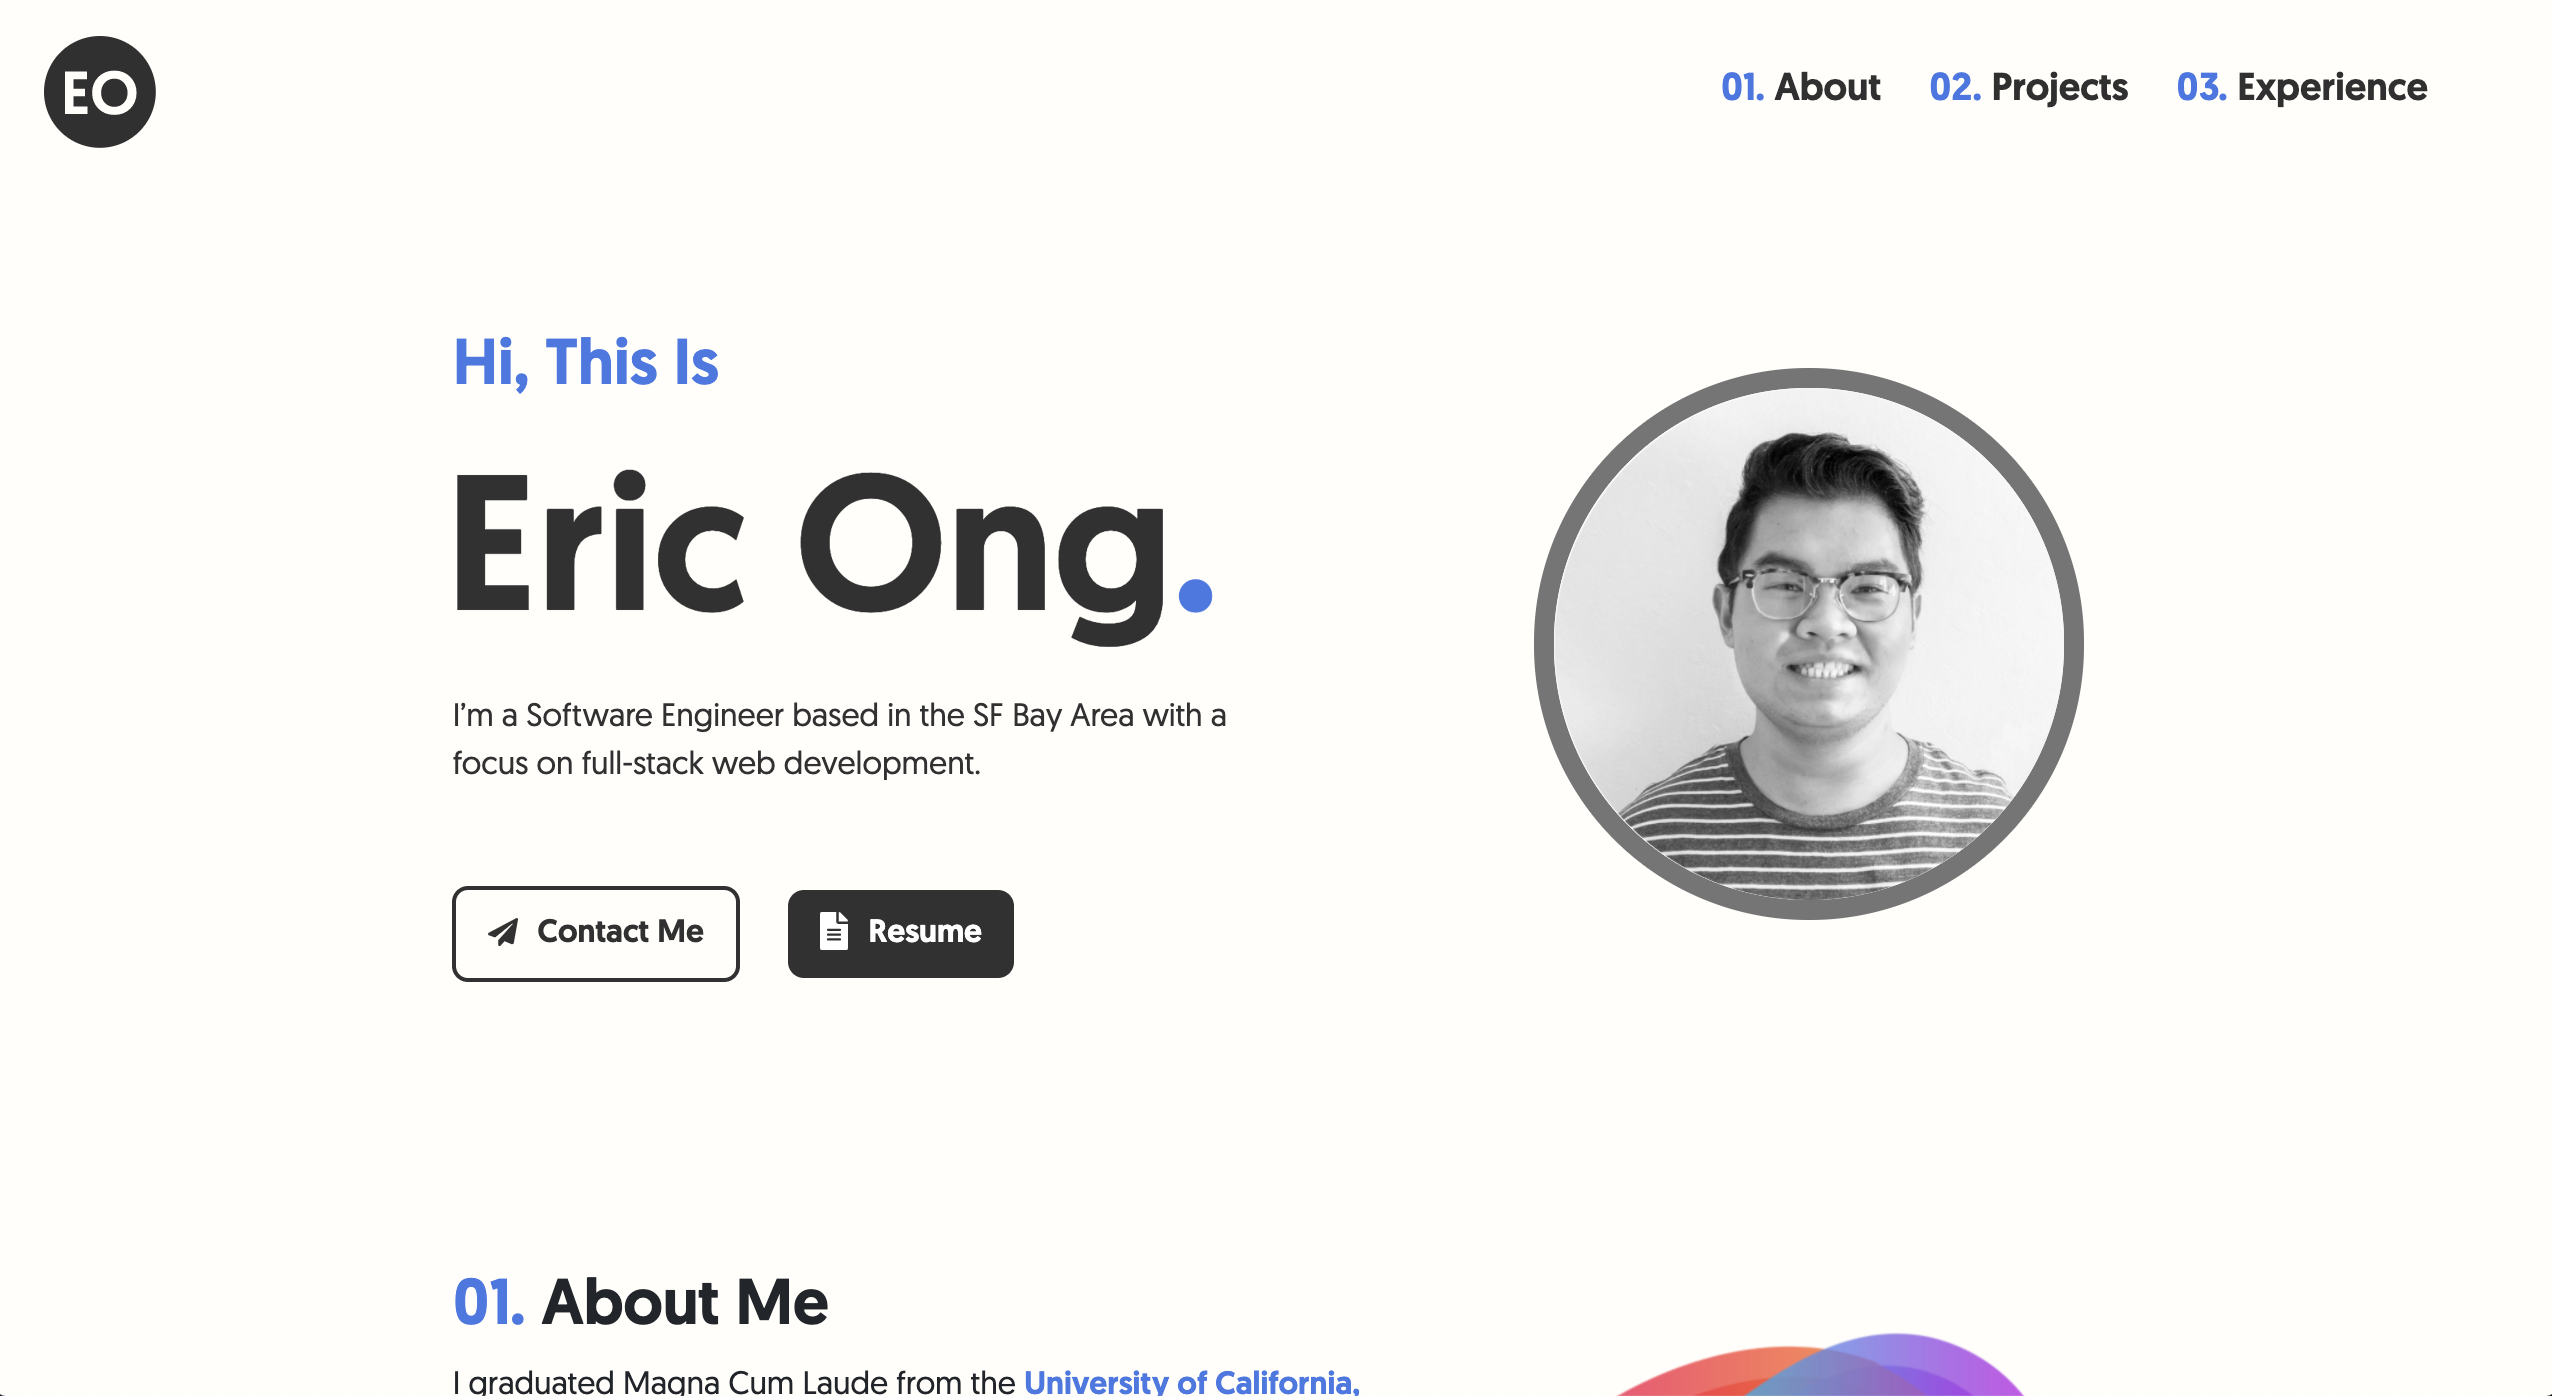 EO
01. About 02. Projects 03. Experience
Hi, This Is
Eric Ong.
I’m a Software Engineer based in the SF Bay Area with a
focus on full-stack web development.
Contact Me Resume
01. About Me
I graduated Magna Cum Laude from the University of California,